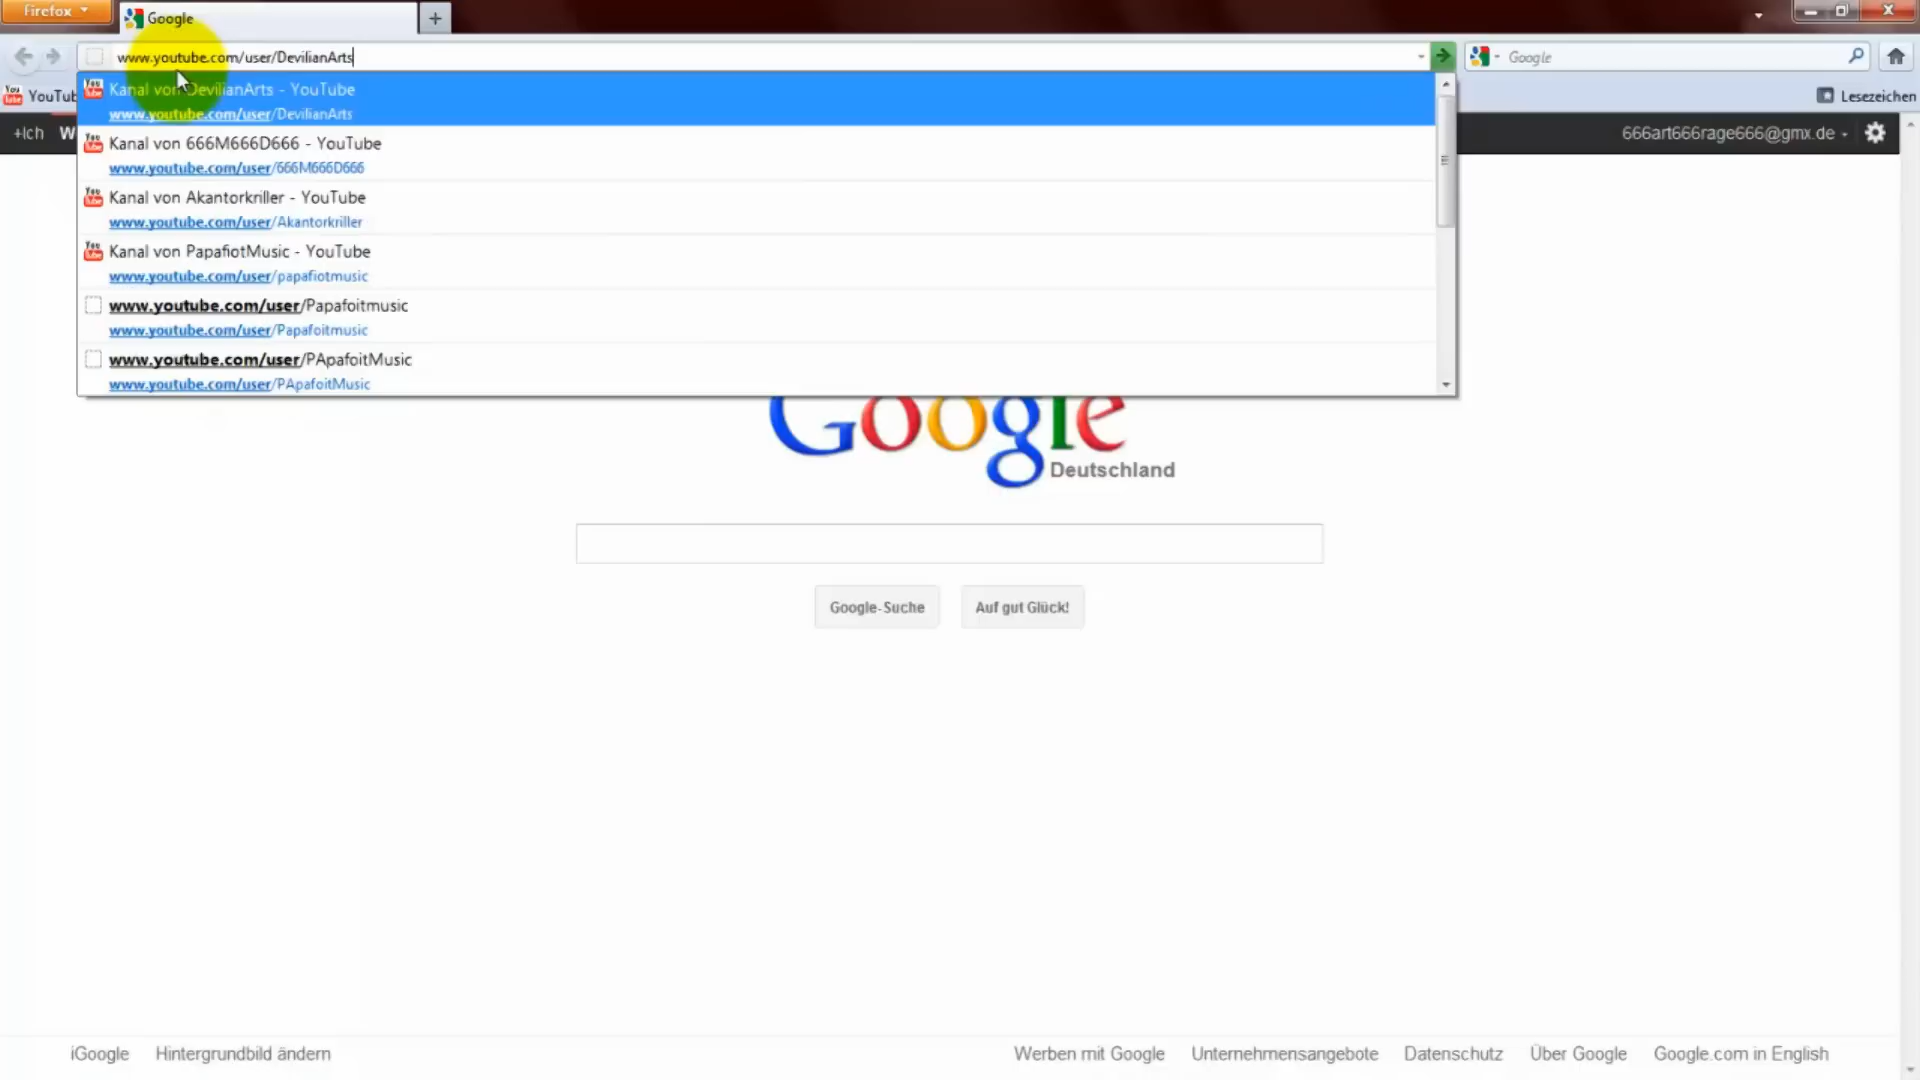 Firefox
Google
www.youtube.com/user/DevilianArts
Google
YouTub
Lesezeichen
Kanal von DevilianArts - YouTube
www.youtube.com/user/DevilianArts
+Ich W
666art666rage666@gmx.de
Kanal von 666M666D666 - YouTube
www.youtube.com/user/666M666D666
Kanal von Akantorkriller - YouTube
www.youtube.com/user/Akantorkriller
Kanal von PapafiotMusic - YouTube
www.youtube.com/user/papafiotmusic
www.youtube.com/user/Papafoitmusic
www.youtube.com/user/Papafoitmusic
www.youtube.com/user/PApafoitMusic
www.youtube.com/user/PApafoitMusic
Google
Deutschland
Google-Suche
Auf gut Glück!
iGoogle Hintergrundbild ändern
Werben mit Google Unternehmensangebote Datenschutz Über Google Google.com in English